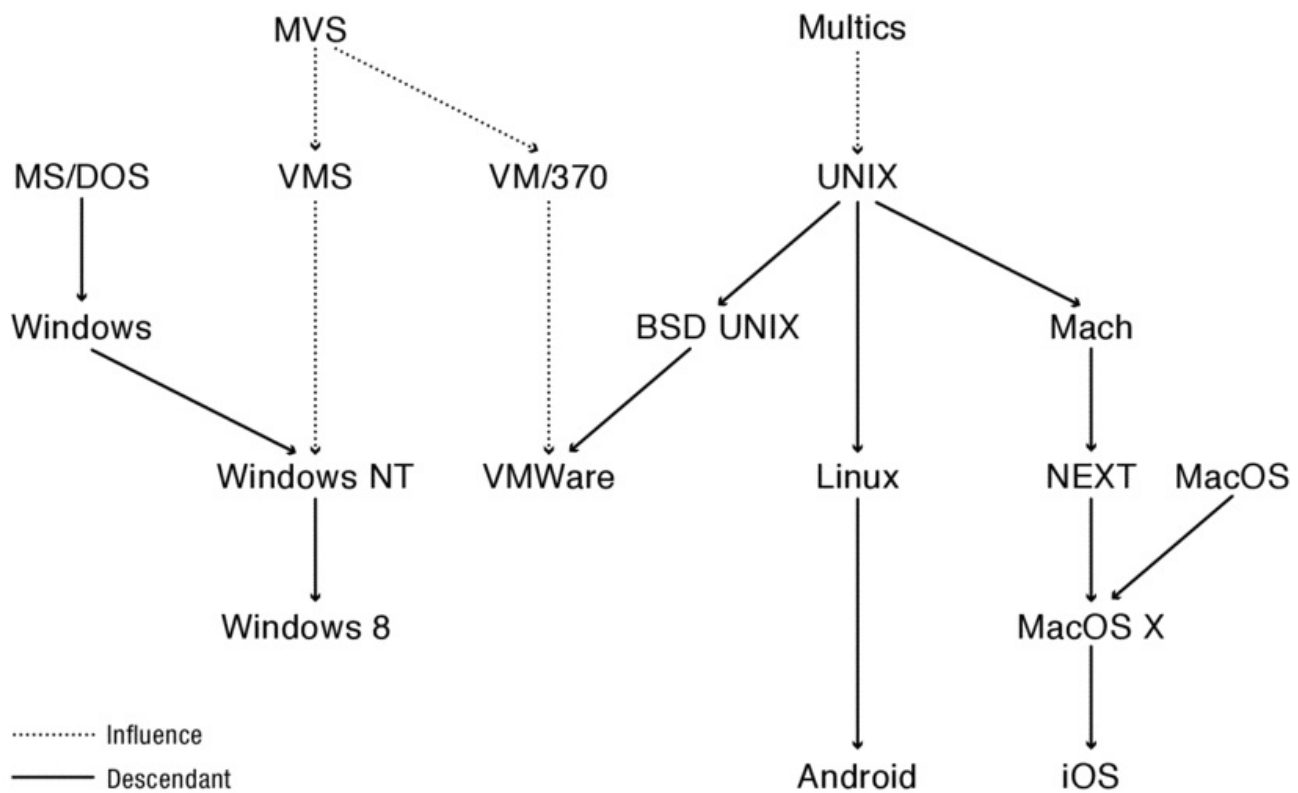 MVS Multics
MS/DOS VMS VM/370 UNIX
Windows BSD UNIX Mach
Windows NT VMWare Linux NEXT MacOS
Windows 8 MacOS X
Influence
Descendant Android iOS